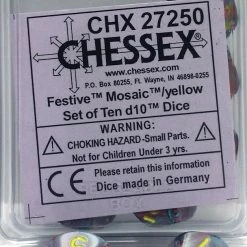 CHX 27250
CHESSEX®
www.chessex.com
P.O. Box 80255, Ft. Wayne, IN 46898-0255
Festive™ Mosaic™/yellow
Set of Ten d10™ Dice
WARNING:
CHOKING HAZARD-Small Parts.
Not for Children Under 3 yrs.
Please retain this information
Dice made in Germany